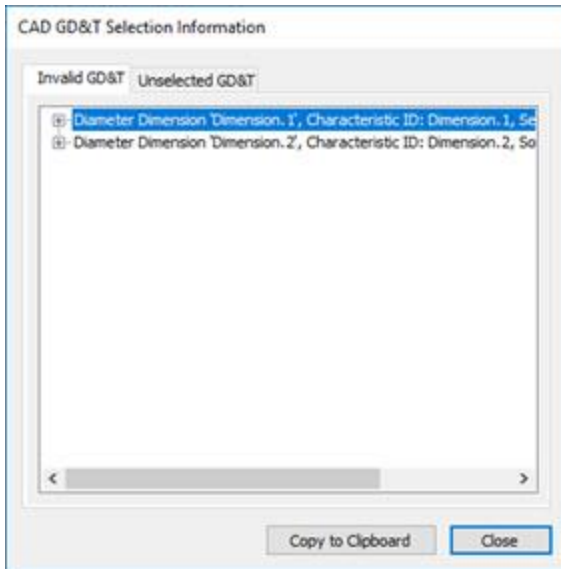 CAD GD&T Selection Information
Invalid GD&T Unselected GD&T
Diameter Dimension 'Dimension.1', Characteristic ID: Dimension.1, Se
Diameter Dimension 'Dimension.2', Characteristic ID: Dimension.2, So
Copy to Clipboard Close